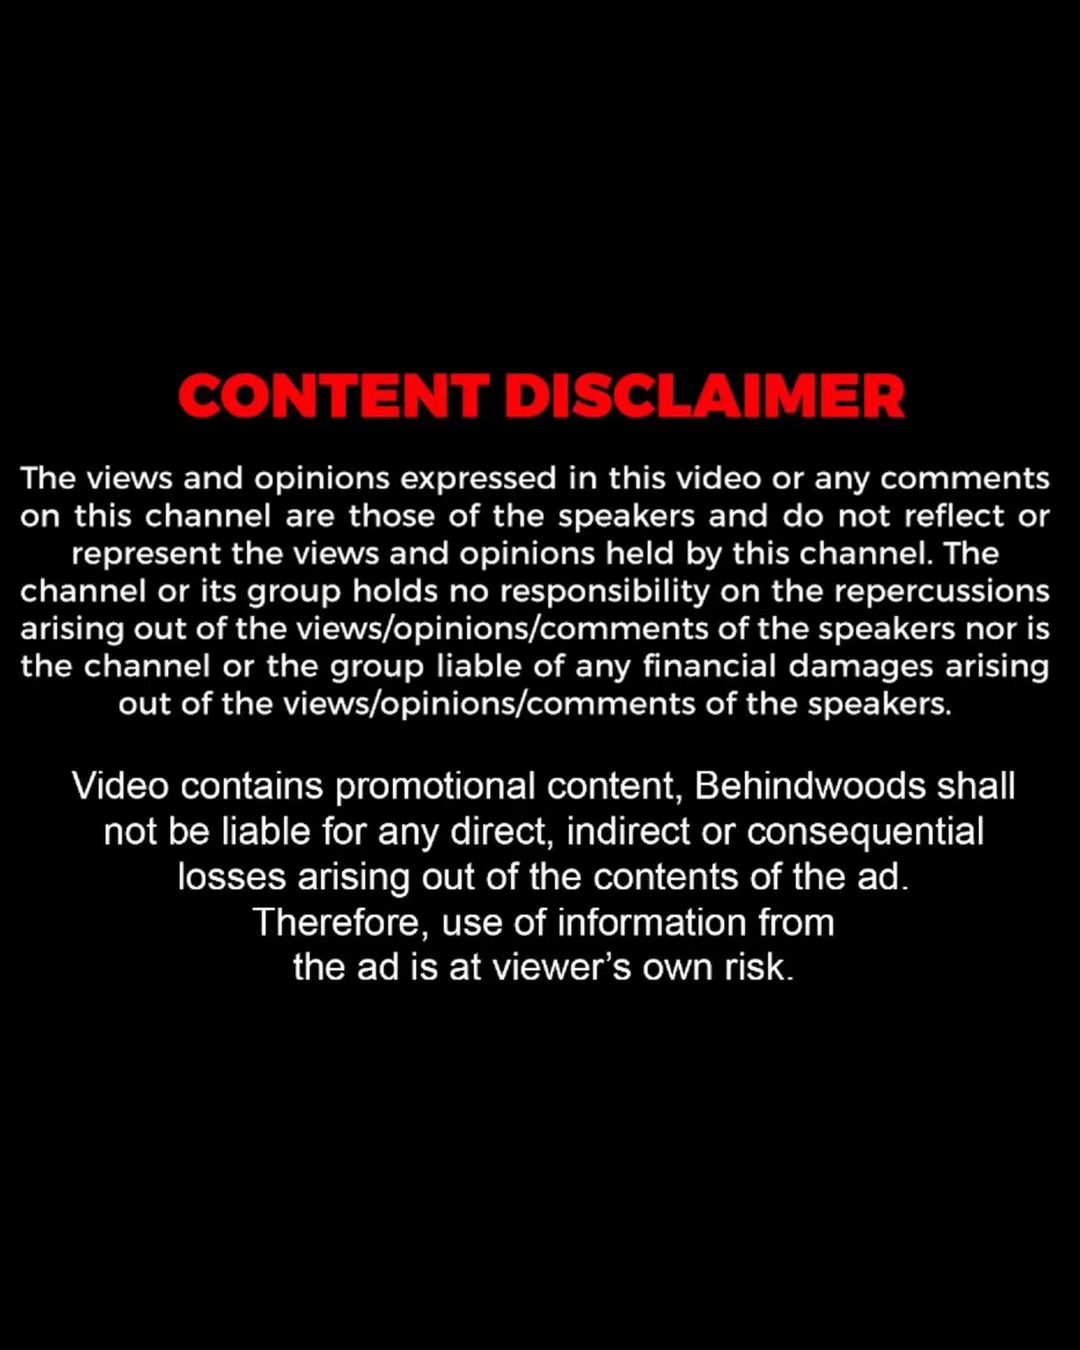 CONTENT DISCLAIMER
The views and opinions expressed in this video or any comments
on this channel are those of the speakers and do not reflect or
represent the views and opinions held by this channel. The
channel or its group holds no responsibility on the repercussions
arising out of the views/opinions/comments of the speakers nor is
the channel or the group liable of any financial damages arising
out of the views/opinions/comments of the speakers.
Video contains promotional content, Behindwoods shall
not be liable for any direct, indirect or consequential
losses arising out of the contents of the ad.
Therefore, use of information from
the ad is at viewer’s own risk.